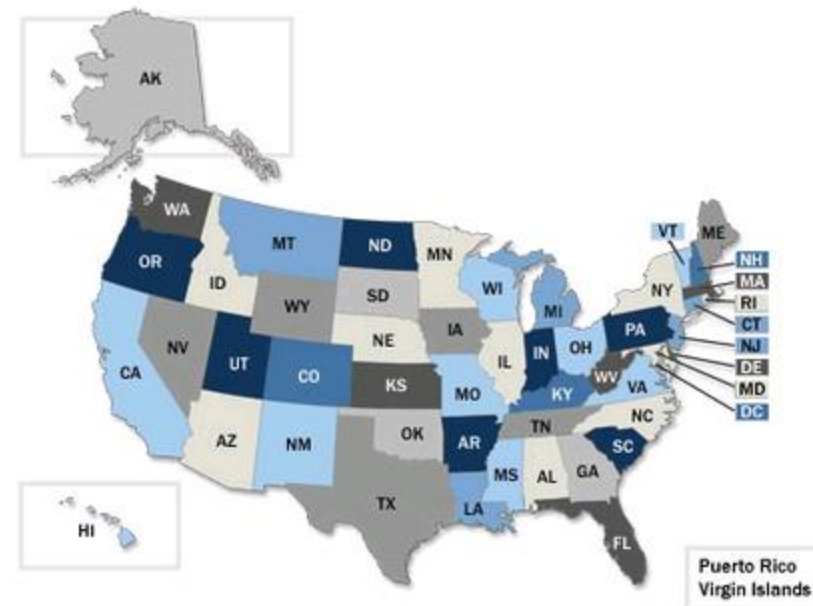 AK
WA
MT
ND
MN
VT
ME
OR
ID
WY
SD
WI
MI
NY
NH
MA
RI
CT
NJ
DE
MD
DC
NV
UT
CO
NE
IA
IL
IN
OH
PA
CA
KS
MO
KY
WV
VA
AZ
NM
OK
AR
TN
NC
TX
LA
MS
AL
GA
SC
FL
HI
Puerto Rico
Virgin Islands